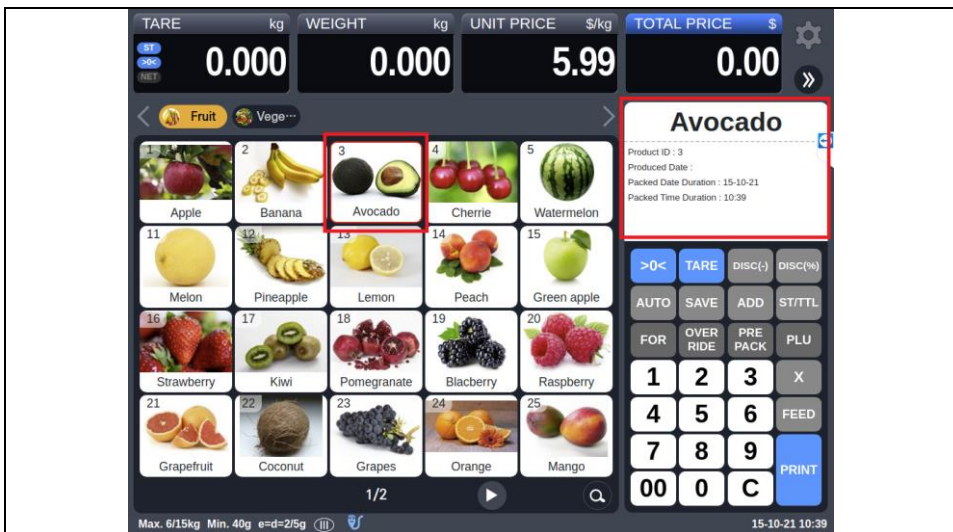 TARE kg WEIGHT kg UNIT PRICE $/kg TOTAL PRICE $
ST
>0<
NET
0.000 0.000 5.99 0.00
Fruit Vege···
Avocado
Product ID : 3
Produced Date :
Packed Date Duration : 15-10-21
Packed Time Duration : 10:39
1 2 3 4 5
Apple Banana Avocado Cherrie Watermelon
11 12 13 14 15
Melon Pineapple Lemon Peach Green apple
16 17 18 19 20
Strawberry Kiwi Pomegranate Blacberry Raspberry
21 22 23 24 25
Grapefruit Coconut Grapes Orange Mango
1/2
>0< TARE DISC(-) DISC(%)
AUTO SAVE ADD ST/TTL
FOR OVER RIDE PRE PACK PLU
1 2 3 X
4 5 6 FEED
7 8 9 PRINT
00 0 C
Max. 6/15kg Min. 40g e=d=2/5g III 15-10-21 10:39